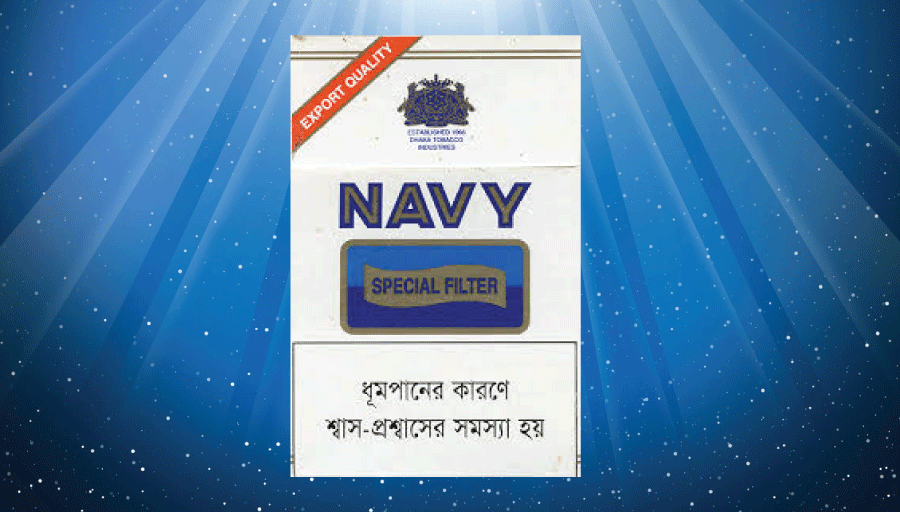 EXPORT QUALITY
ESTABLISHED 1966
DHAKA TOBACCO
INDUSTRIES
NAVY
SPECIAL FILTER
ধূমপানের কারণে
শ্বাস-প্রশ্বাসের সমস্যা হয়